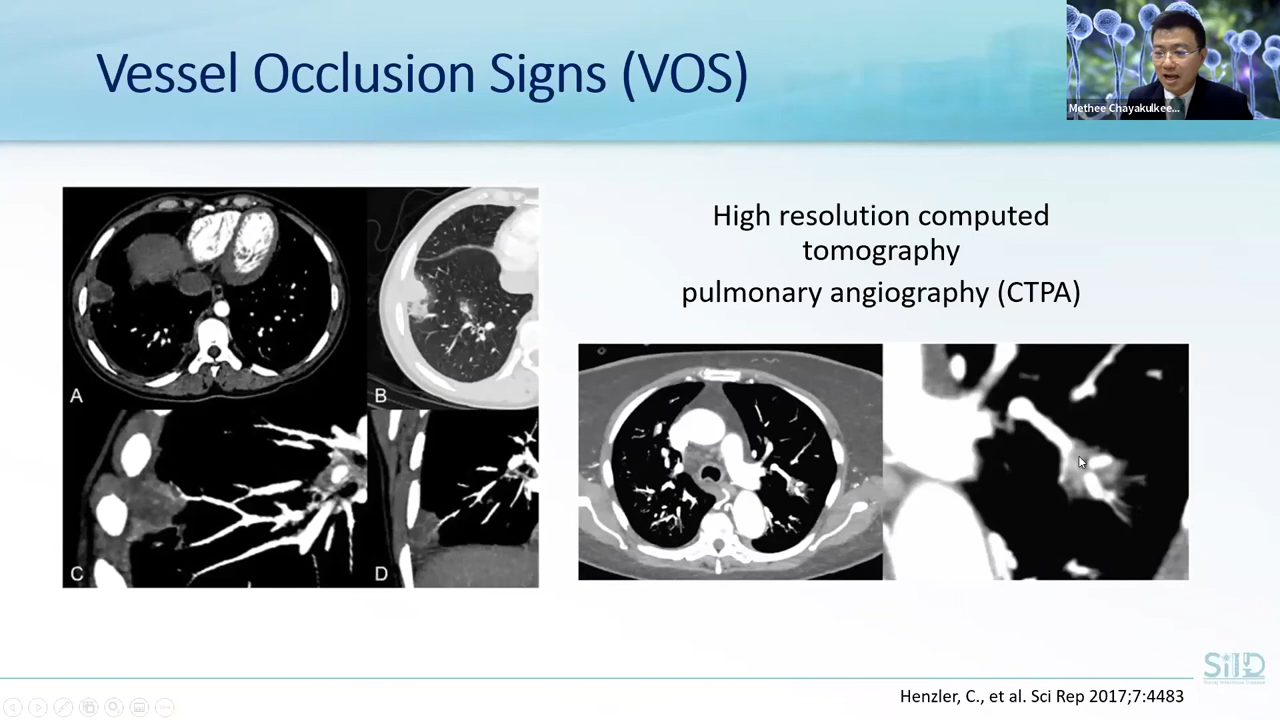 Vessel Occlusion Signs (VOS)
Methee Chayakulkee...
High resolution computed
tomography
pulmonary angiography (CTPA)
A
B
C
D
SiID
Henzler, C., et al. Sci Rep 2017;7:4483